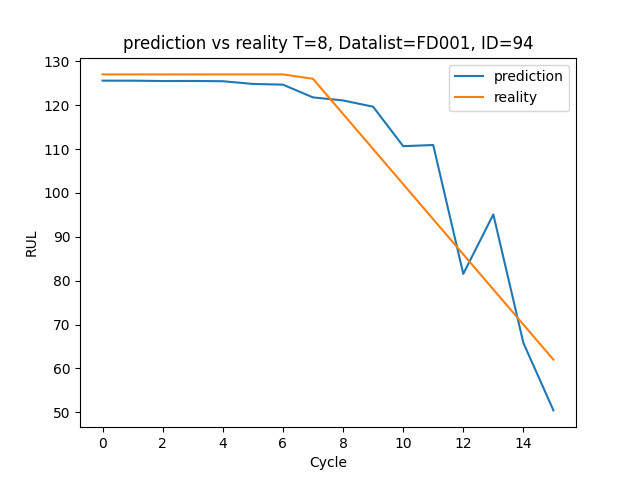 prediction vs reality T=8, Datalist=FD001, ID=94
prediction
reality
130
120
110
100
90
80
70
60
50
RUL
0 2 4 6 8 10 12 14
Cycle